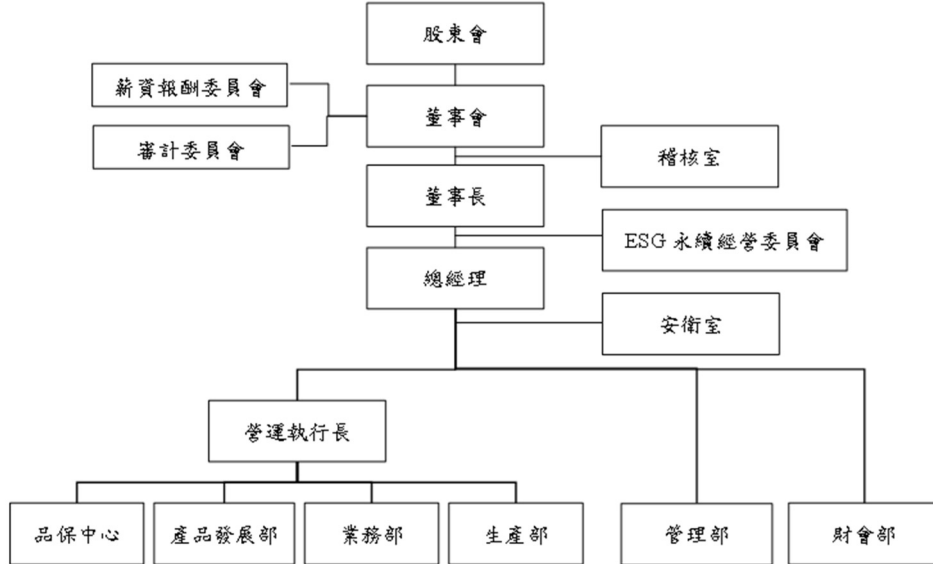 股東會
薪資報酬委員會
董事會
審計委員會
稽核室
董事長
ESG 永續經營委員會
總經理
安衛室
營運執行長
品保中心
產品發展部
業務部
生產部
管理部
財會部